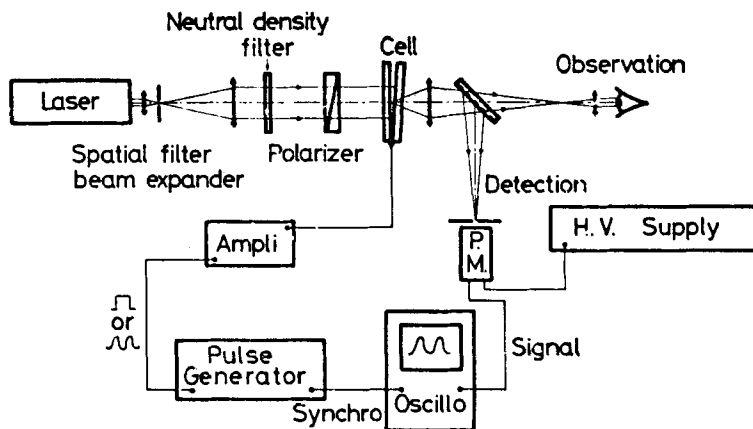 Neutral density
filter
Cell
Observation
Laser
Spatial filter
beam expander
Polarizer
Detection
H.V. Supply
P.
M.
Ampli
or
Pulse
Generator
Signal
Synchro
Oscillo